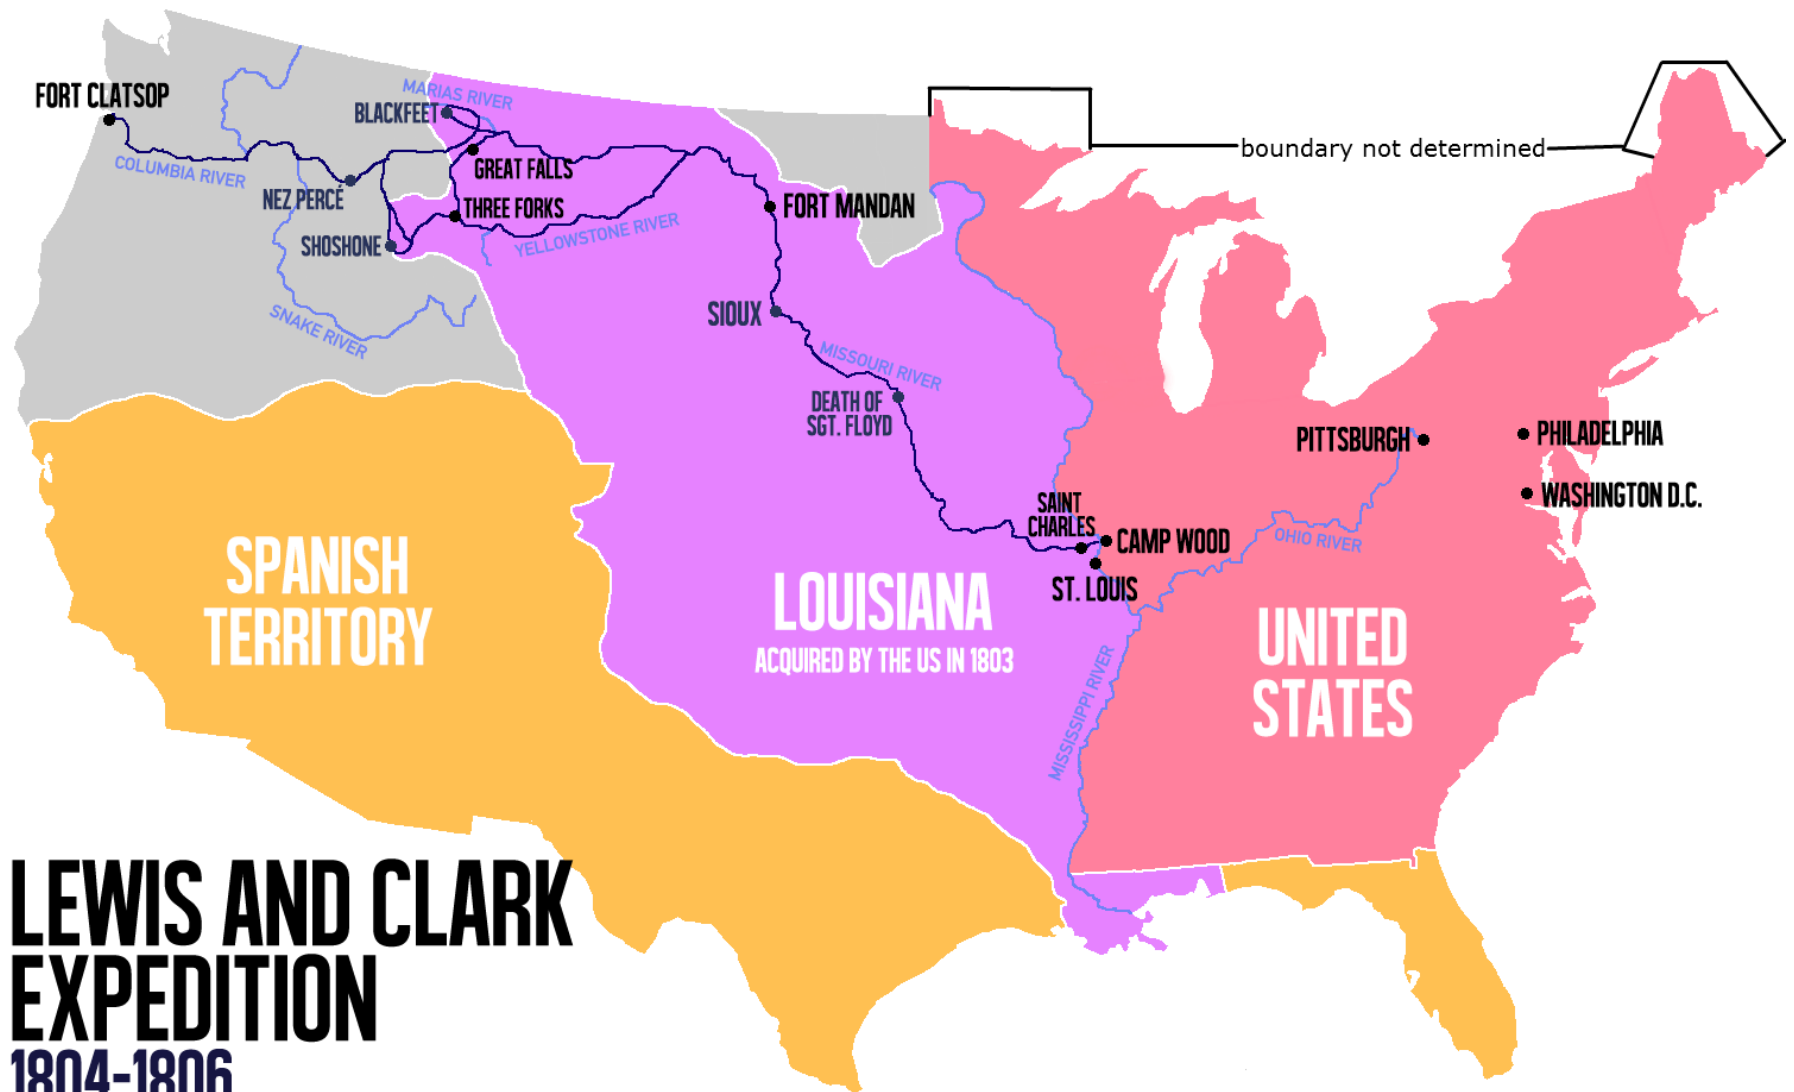 FORT CLATSOP
MARIAS RIVER
BLACKFEET
boundary not determined
COLUMBIA RIVER
GREAT FALLS
NEZ PERCÉ
THREE FORKS
FORT MANDAN
SHOSHONE
YELLOWSTONE RIVER
SNAKE RIVER
SIOUX
MISSOURI RIVER
DEATH OF
SGT. FLOYD
PITTSBURGH
PHILADELPHIA
WASHINGTON D.C.
SAINT
CHARLES
CAMP WOOD
OHIO RIVER
ST. LOUIS
SPANISH
TERRITORY
LOUISIANA
ACQUIRED BY THE US IN 1803
MISSISSIPPI RIVER
UNITED
STATES
LEWIS AND CLARK
EXPEDITION
1804-1806